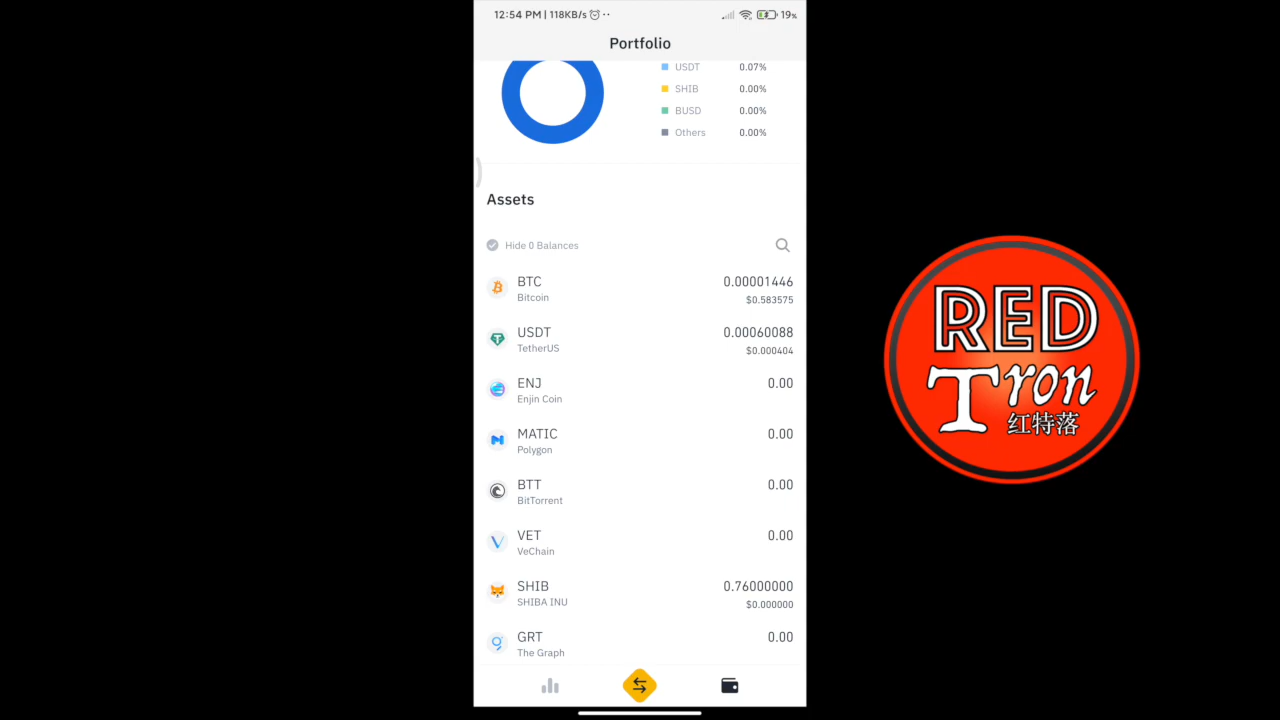 12:54 PM | 118KB/s
19%
Portfolio
USDT 0.07%
SHIB 0.00%
BUSD 0.00%
Others 0.00%
Assets
Hide 0 Balances
BTC 0.00001446
Bitcoin $0.583575
USDT 0.00060088
TetherUS $0.000404
ENJ 0.00
Enjin Coin
MATIC 0.00
Polygon
BTT 0.00
BitTorrent
VET 0.00
VeChain
SHIB 0.76000000
SHIBA INU $0.000000
GRT 0.00
The Graph
RED
Tron
红特落